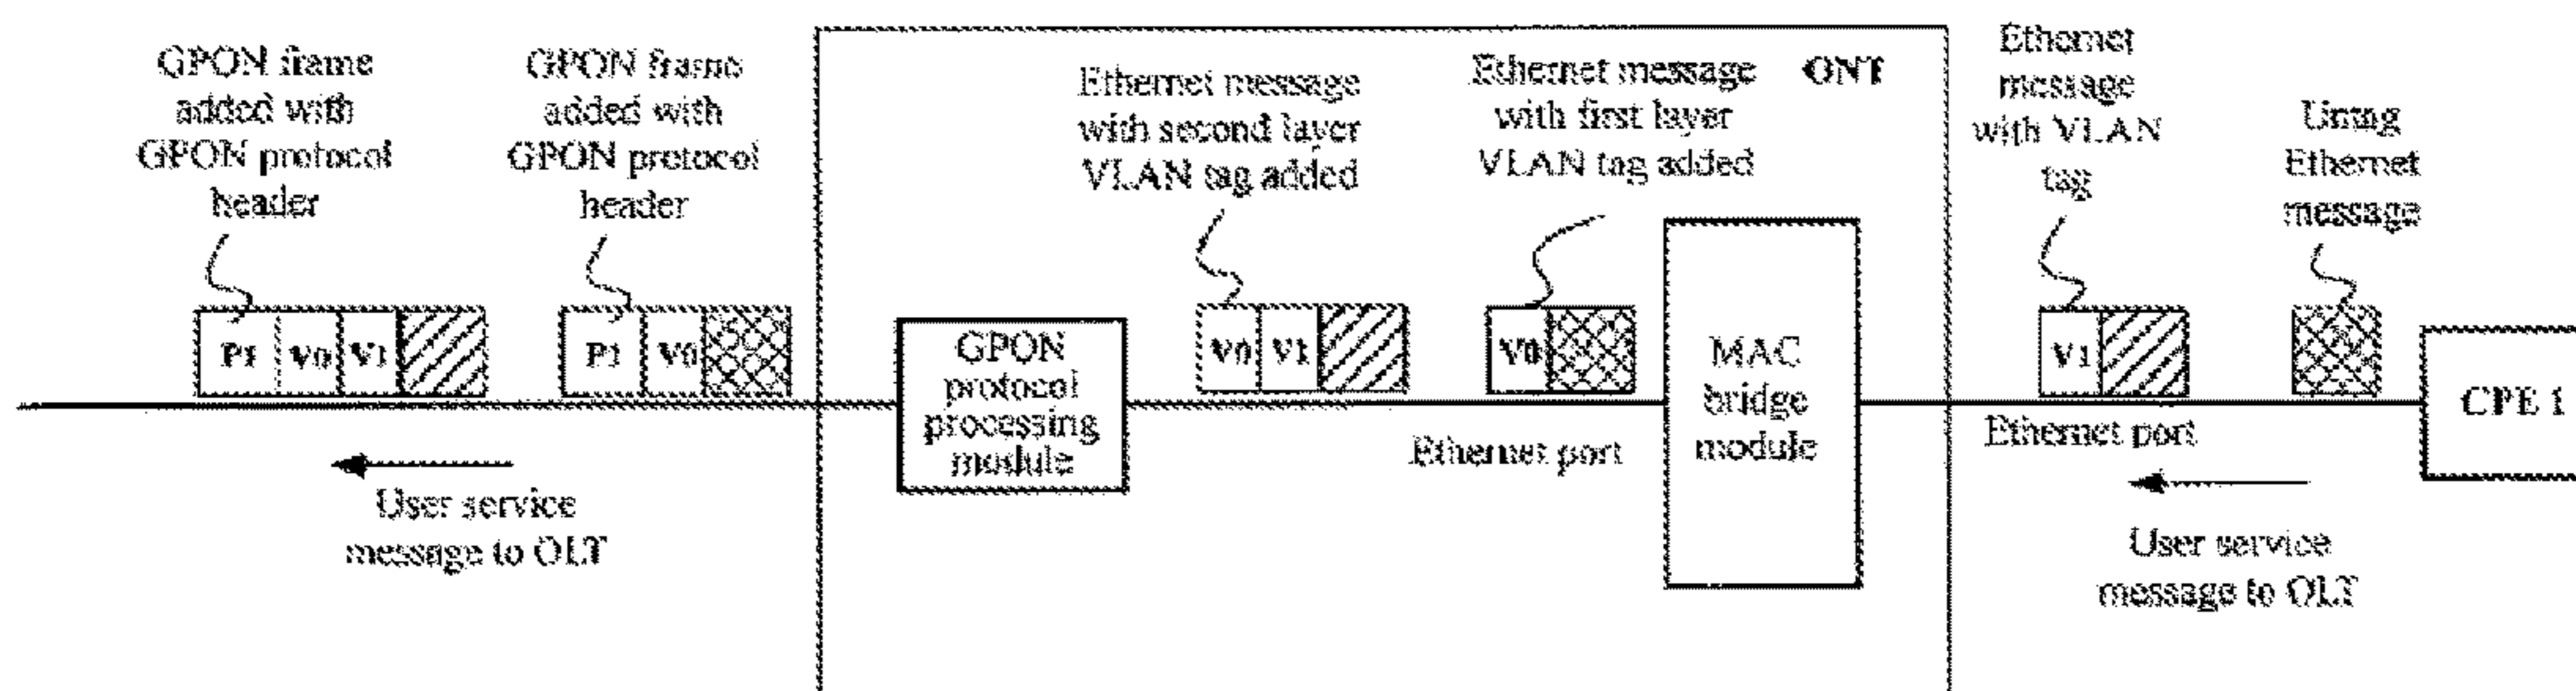 GPON frame
added with
GPON protocol
header
GPON frame
added with
GPON protocol
header
Ethernet message
with second layer
VLAN tag added
Ethernet message
with first layer
VLAN tag added
ONT
Ethernet
message
with VLAN
tag
Untag
Ethernet
message
P1 V0 V1
P1 V0
GPON
protocol
processing
module
V0 V1
V0
MAC
bridge
module
V1
CPE 1
Ethernet port
Ethernet port
User service
message to OLT
User service
message to OLT